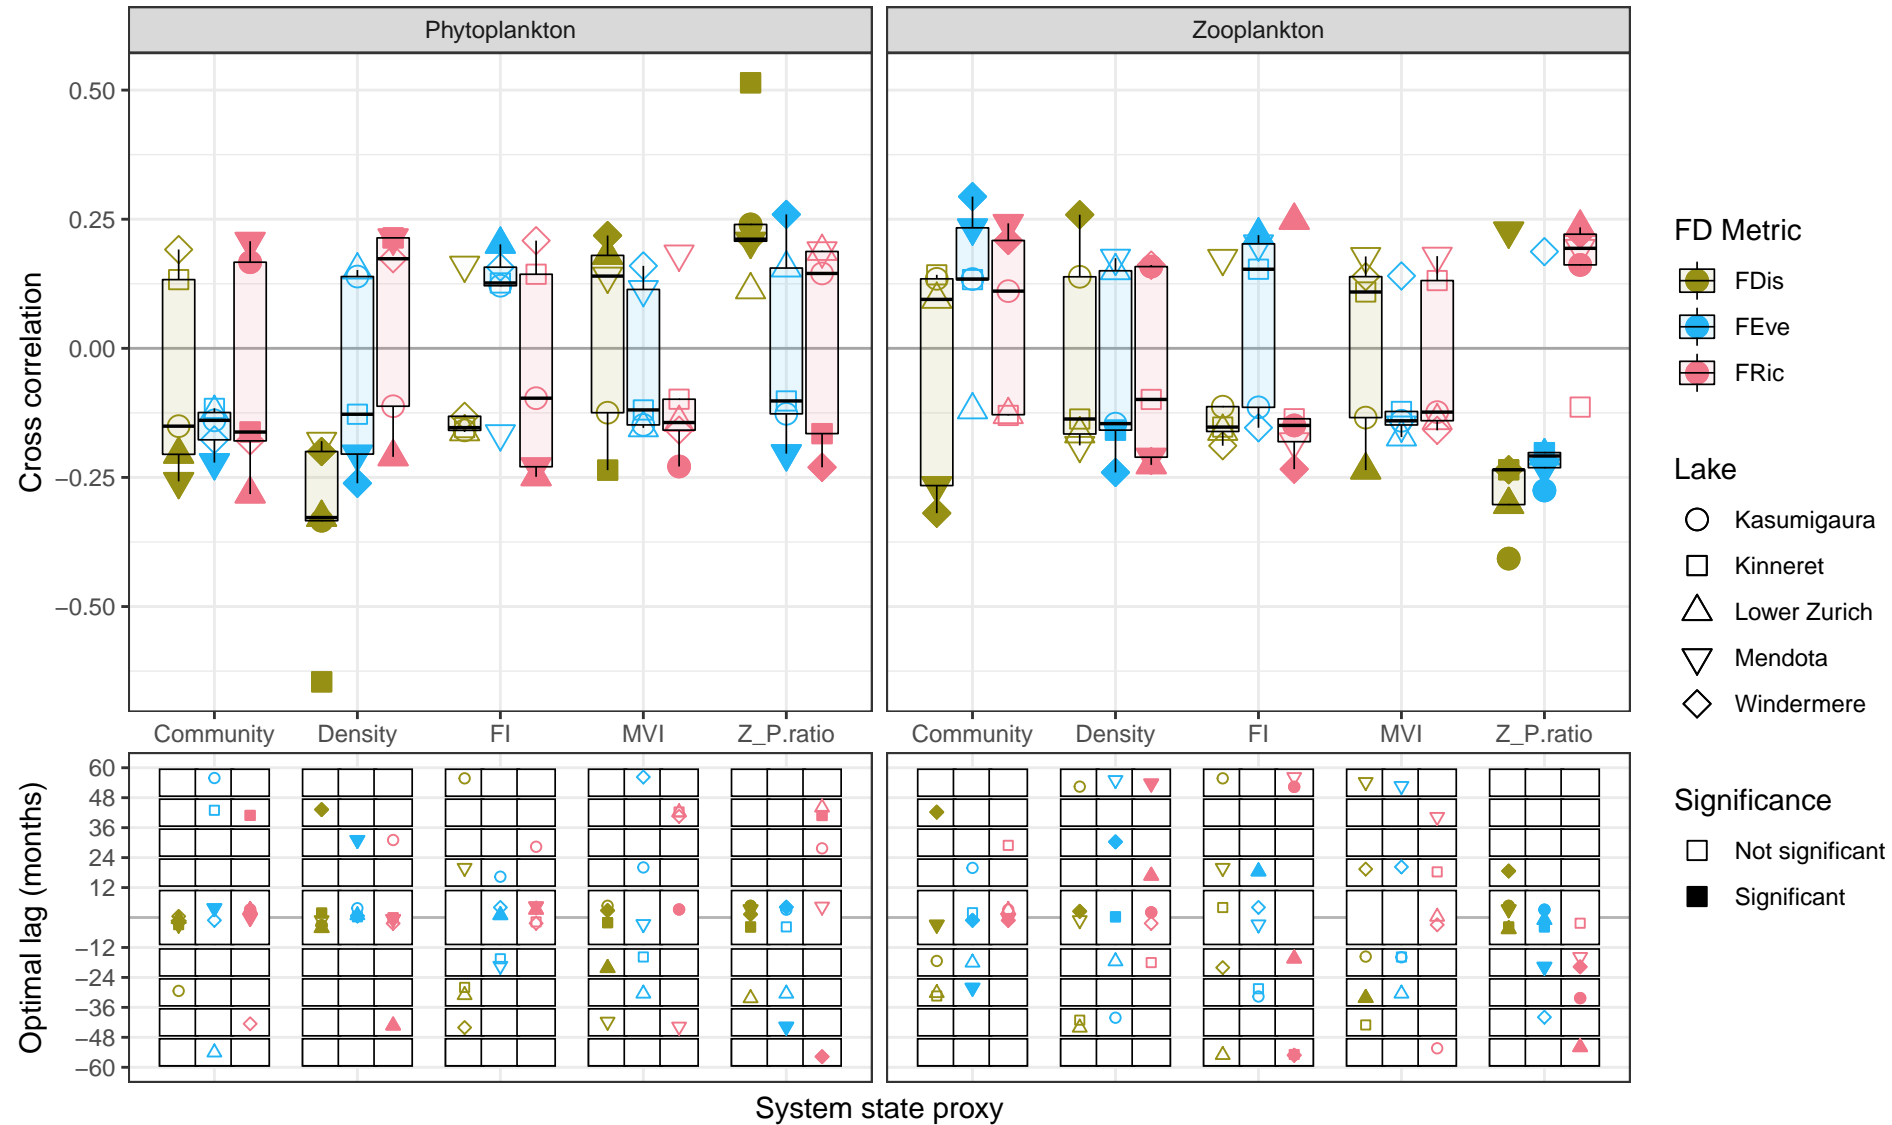 Phytoplankton
Zooplankton
Cross correlation
0.50
0.25
0.00
−0.25
−0.50
Community
Density
FI
MVI
Z_P.ratio
Community
Density
FI
MVI
Z_P.ratio
Optimal lag (months)
60
48
36
24
12
−12
−24
−36
−48
−60
System state proxy
FD Metric
FDis
FEve
FRic
Lake
Kasumigaura
Kinneret
Lower Zurich
Mendota
Windermere
Significance
Not significant
Significant